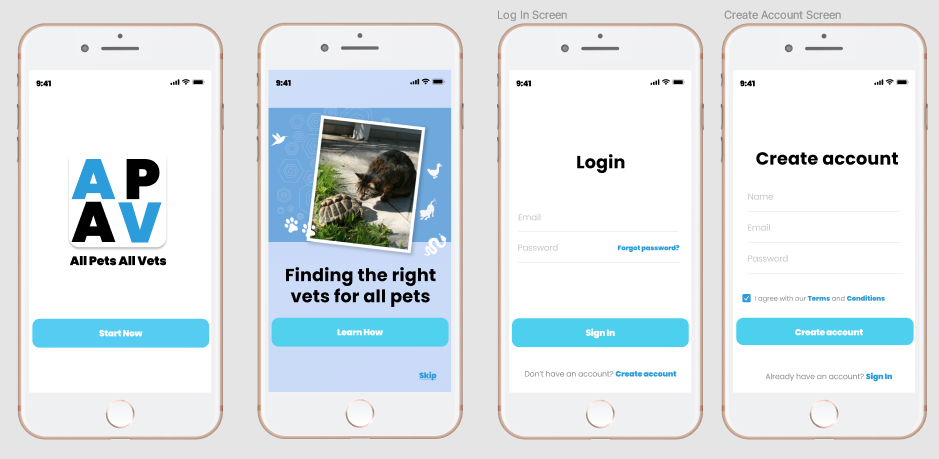 Log In Screen
Create Account Screen
9:41
A P
A V
All Pets All Vets
Start Now
9:41
Finding the right
vets for all pets
Learn How
Skip
9:41
Login
Email
Password
Forgot password?
Sign In
Don't have an account? Create account
9:41
Create account
Name
Email
Password
I agree with our Terms and Conditions
Create account
Already have an account? Sign In